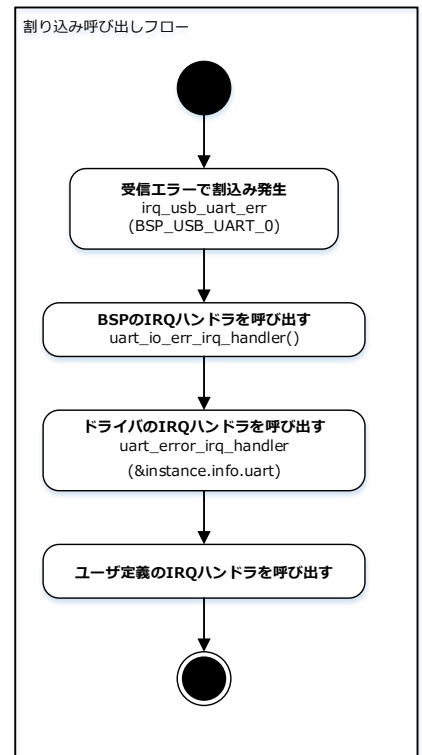 割り込み呼び出しフロー
受信エラーで割込み発生
irq_usb_uart_err
(BSP_USB_UART_0)
BSPのIRQハンドラを呼び出す
uart_io_err_irq_handler()
ドライバのIRQハンドラを呼び出す
uart_error_irq_handler
(&instance.info.uart)
ユーザ定義のIRQハンドラを呼び出す